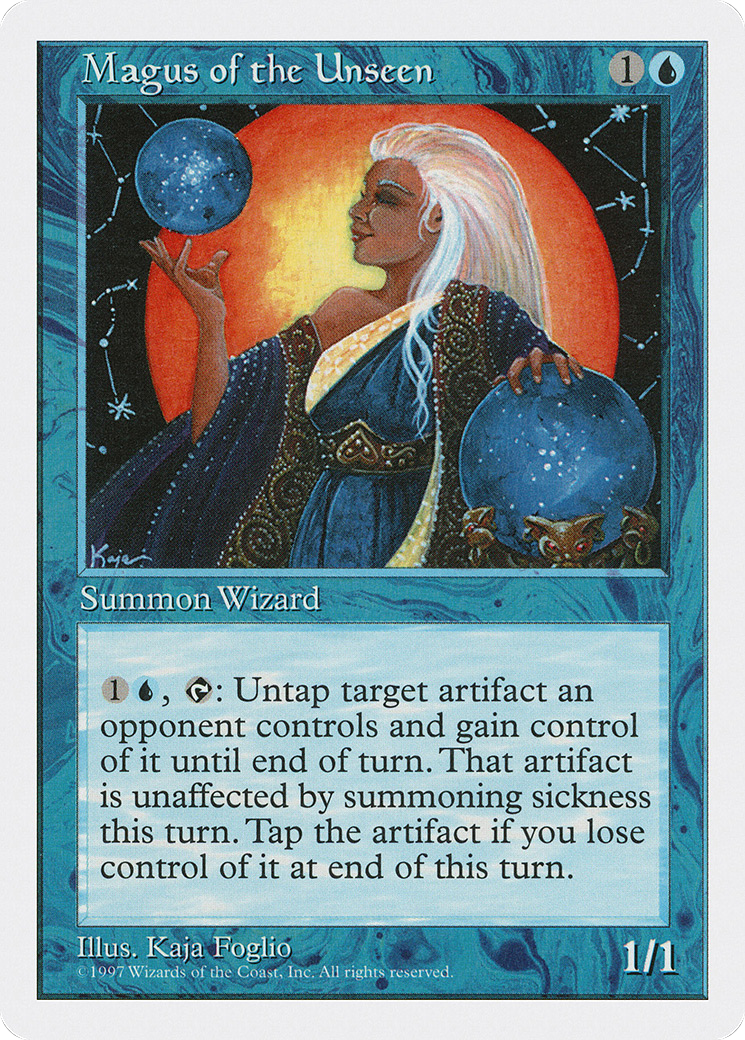 Magus of the Unseen 1
Kaja
Summon Wizard
1 , : Untap target artifact an
opponent controls and gain control
of it until end of turn. That artifact
is unaffected by summoning sickness
this turn. Tap the artifact if you lose
control of it at end of this turn.
Illus. Kaja Foglio
©1997 Wizards of the Coast, Inc. All rights reserved.
1/1